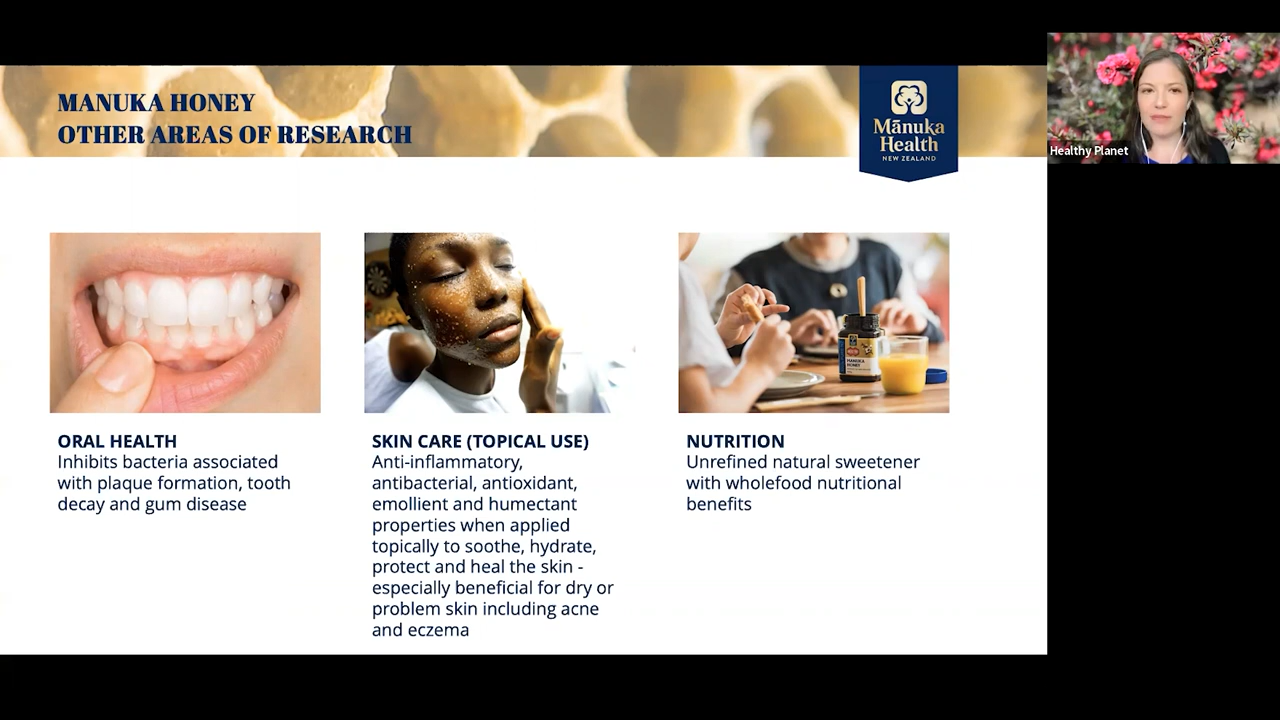 MANUKA HONEY
OTHER AREAS OF RESEARCH
Mānuka
Health
NEW ZEALAND
Healthy Planet
MANUKA
HONEY
ORAL HEALTH
Inhibits bacteria associated
with plaque formation, tooth
decay and gum disease
SKIN CARE (TOPICAL USE)
Anti-inflammatory,
antibacterial, antioxidant,
emollient and humectant
properties when applied
topically to soothe, hydrate,
protect and heal the skin -
especially beneficial for dry or
problem skin including acne
and eczema
NUTRITION
Unrefined natural sweetener
with wholefood nutritional
benefits